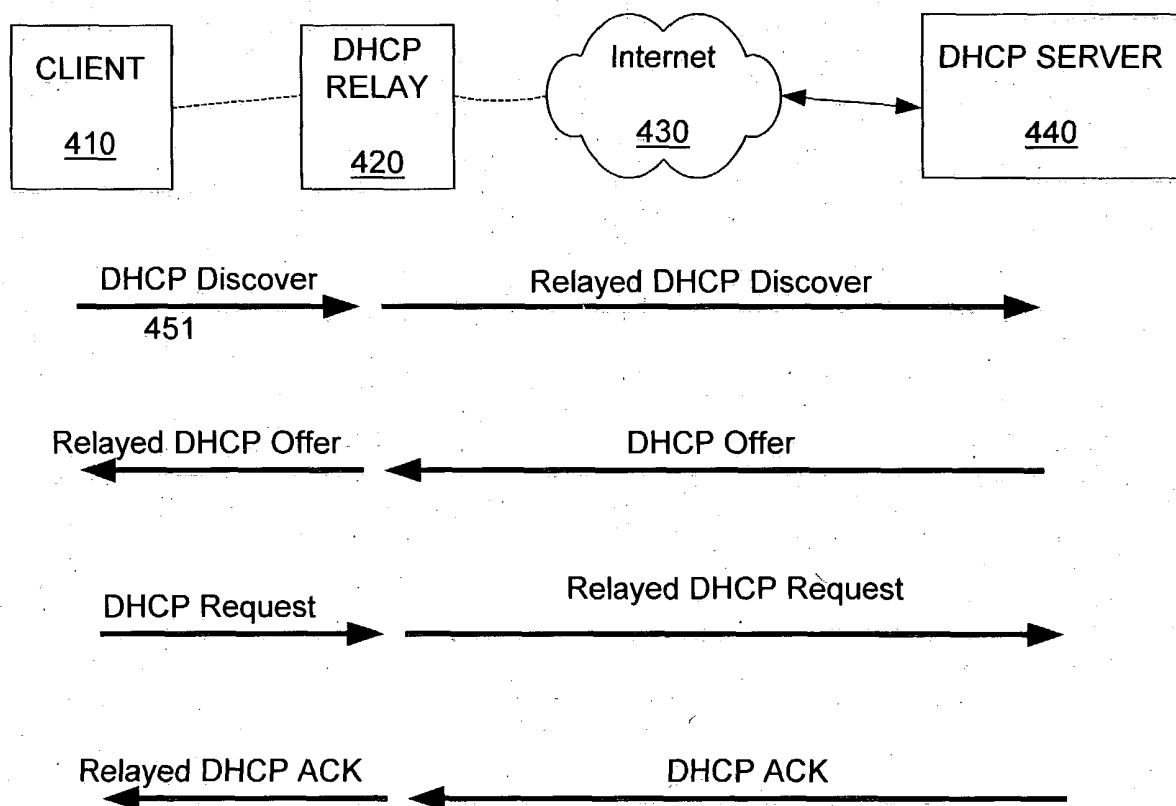 CLIENT
410
DHCP
RELAY
420
Internet
430
DHCP SERVER
440
DHCP Discover
451
Relayed DHCP Discover
Relayed DHCP Offer
DHCP Offer
DHCP Request
Relayed DHCP Request
Relayed DHCP ACK
DHCP ACK